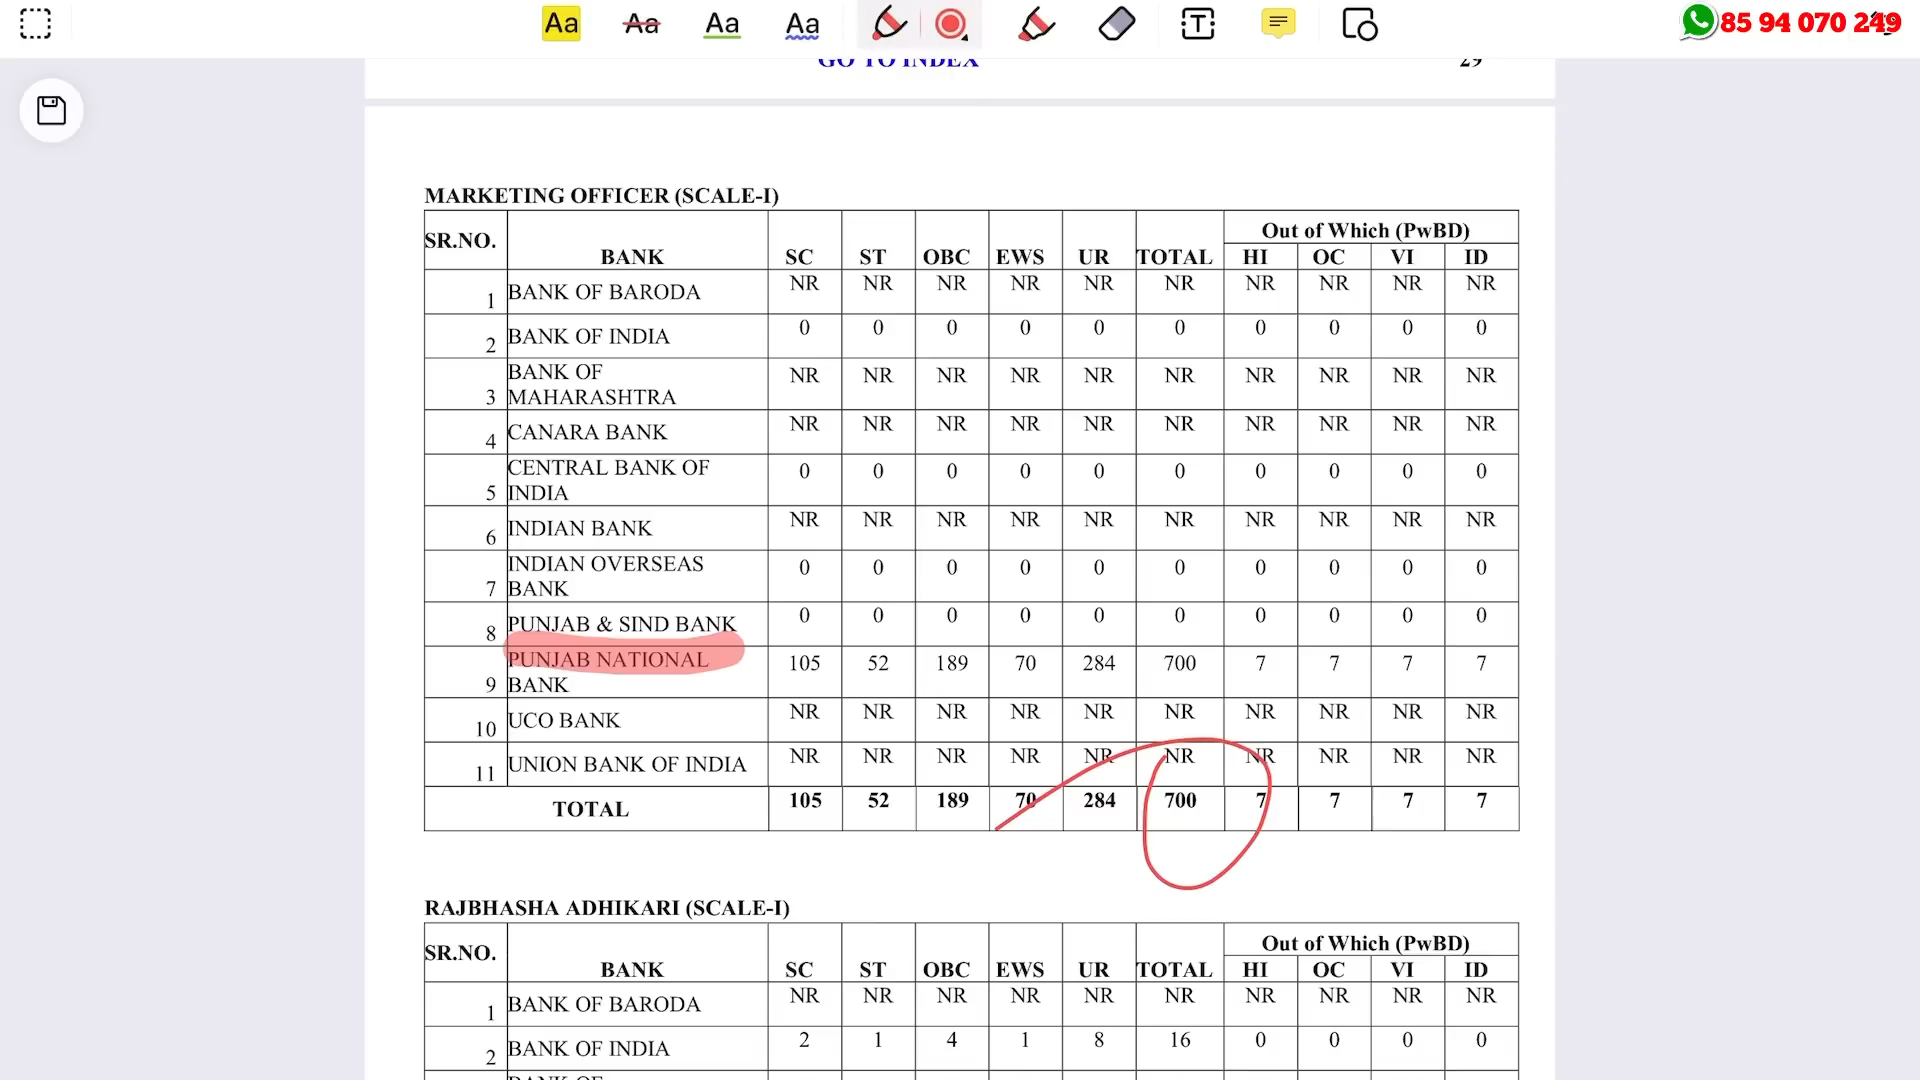 Aa Aa Aa Aa T
85 94 070 249
GO TO INDEX 29
MARKETING OFFICER (SCALE-I)
SR.NO. BANK SC ST OBC EWS UR TOTAL Out of Which (PwBD)
HI OC VI ID
1 BANK OF BARODA NR NR NR NR NR NR NR NR NR NR
2 BANK OF INDIA 0 0 0 0 0 0 0 0 0 0
3 BANK OF MAHARASHTRA NR NR NR NR NR NR NR NR NR NR
4 CANARA BANK NR NR NR NR NR NR NR NR NR NR
5 CENTRAL BANK OF INDIA 0 0 0 0 0 0 0 0 0 0
6 INDIAN BANK NR NR NR NR NR NR NR NR NR NR
7 INDIAN OVERSEAS BANK 0 0 0 0 0 0 0 0 0 0
8 PUNJAB & SIND BANK 0 0 0 0 0 0 0 0 0 0
9 PUNJAB NATIONAL BANK 105 52 189 70 284 700 7 7 7 7
10 UCO BANK NR NR NR NR NR NR NR NR NR NR
11 UNION BANK OF INDIA NR NR NR NR NR NR NR NR NR NR
TOTAL 105 52 189 70 284 700 7 7 7 7
RAJBHASHA ADHIKARI (SCALE-I)
SR.NO. BANK SC ST OBC EWS UR TOTAL Out of Which (PwBD)
HI OC VI ID
1 BANK OF BARODA NR NR NR NR NR NR NR NR NR NR
2 BANK OF INDIA 2 1 4 1 8 16 0 0 0 0
BANK OF